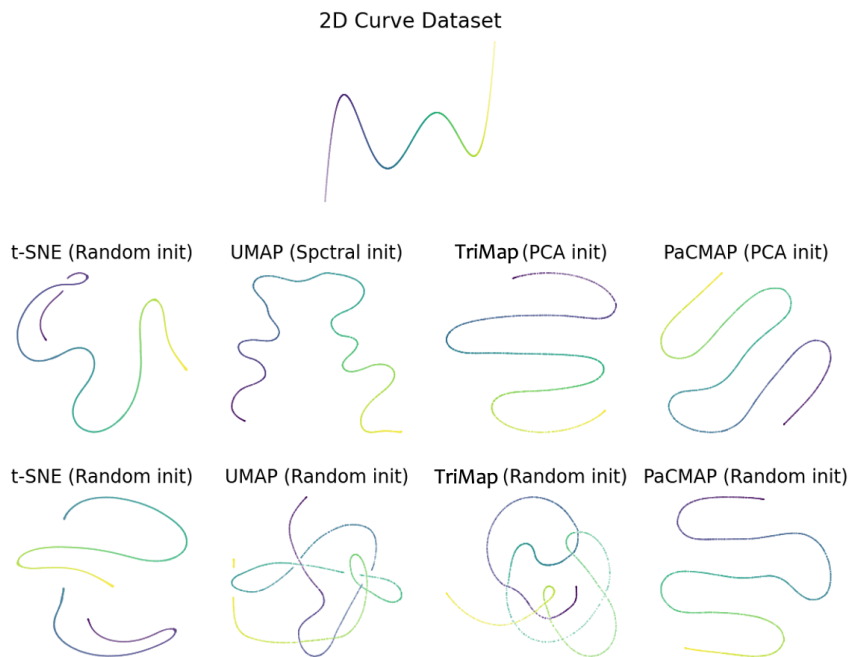 2D Curve Dataset
t-SNE (Random init)
UMAP (Spctral init)
TriMap (PCA init)
PaCMAP (PCA init)
t-SNE (Random init)
UMAP (Random init)
TriMap (Random init)
PaCMAP (Random init)